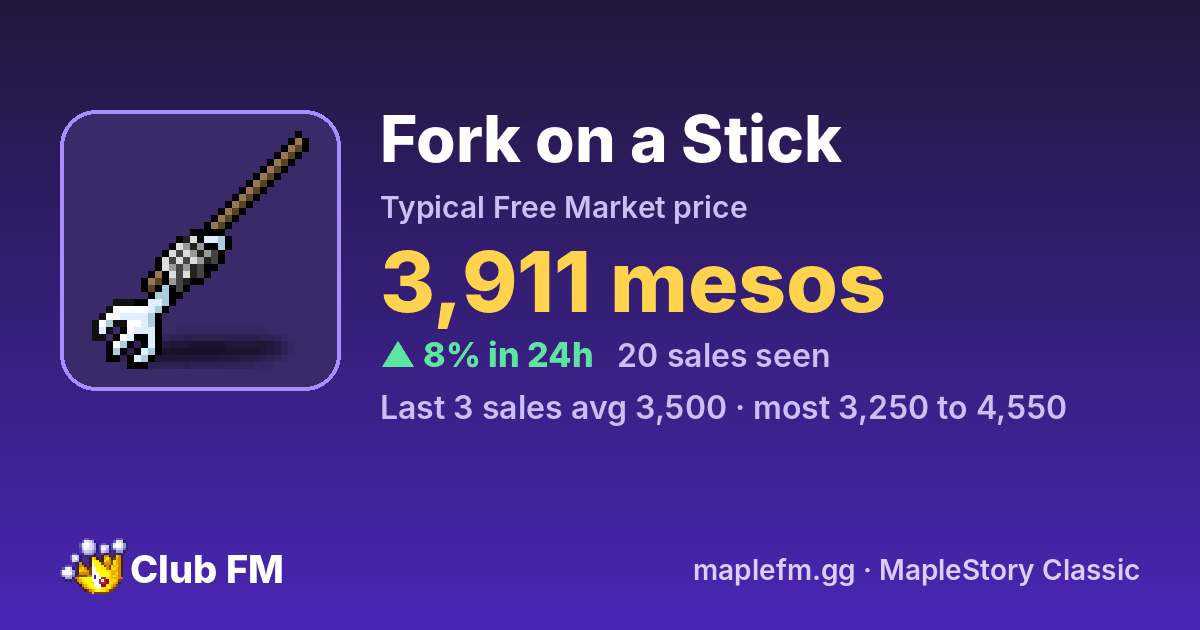 Fork on a Stick
Typical Free Market price
3,911 mesos
▲ 8% in 24h 20 sales seen
Last 3 sales avg 3,500 · most 3,250 to 4,550
Club FM
maplefm.gg · MapleStory Classic